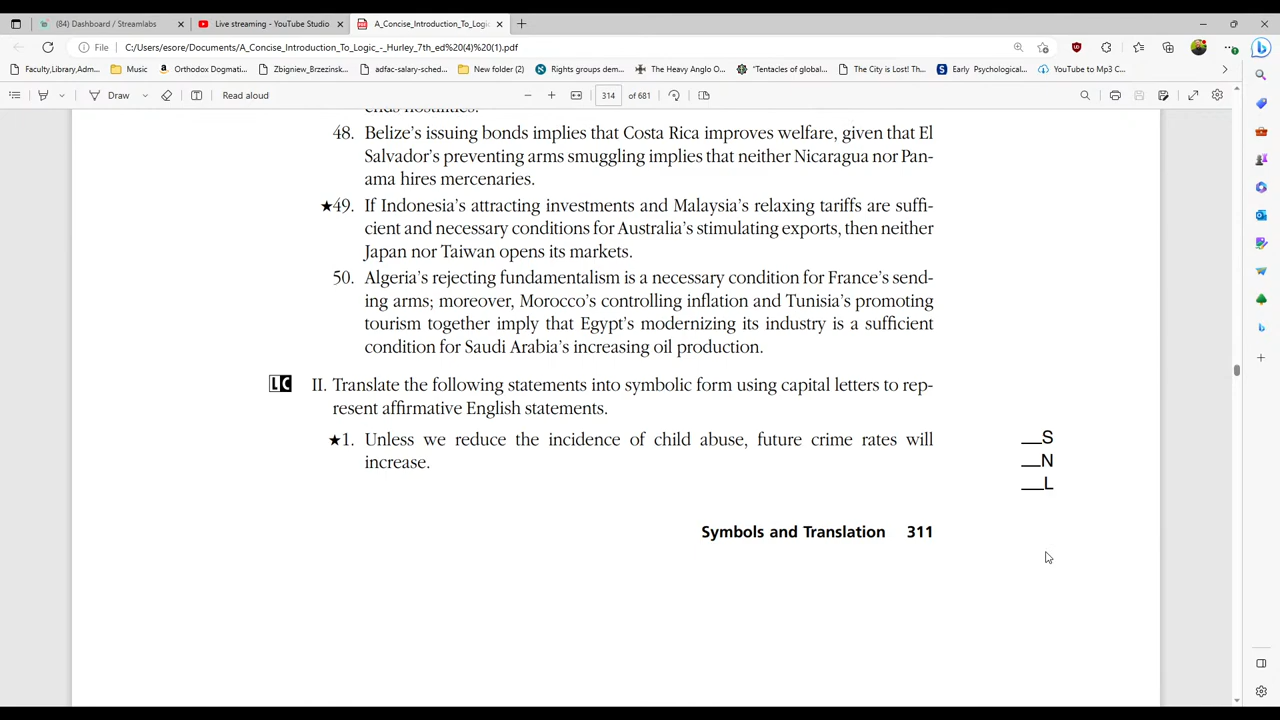 (84) Dashboard / Streamlabs
Live streaming - YouTube Studio
A_Concise_Introduction_To_Logic_
File
C:/Users/esore/Documents/A_Concise_Introduction_To_Logic_-_Hurley_7th_ed%20(4)%20(1).pdf
Faculty,Library,Adm...
Music
Orthodox Dogmati...
Zbigniew_Brzezinsk...
adfac-salary-sched...
New folder (2)
Rights groups dem...
The Heavy Anglo O...
"Tentacles of global...
The City is Lost! Th...
Early Psychological...
YouTube to Mp3 C...
Draw
Read aloud
314 of 681
ends hostilities.
48. Belize's issuing bonds implies that Costa Rica improves welfare, given that El
Salvador's preventing arms smuggling implies that neither Nicaragua nor Pan-
ama hires mercenaries.
★49. If Indonesia's attracting investments and Malaysia's relaxing tariffs are suffi-
cient and necessary conditions for Australia's stimulating exports, then neither
Japan nor Taiwan opens its markets.
50. Algeria's rejecting fundamentalism is a necessary condition for France's send-
ing arms; moreover, Morocco's controlling inflation and Tunisia's promoting
tourism together imply that Egypt's modernizing its industry is a sufficient
condition for Saudi Arabia's increasing oil production.
LC II. Translate the following statements into symbolic form using capital letters to rep-
resent affirmative English statements.
★1. Unless we reduce the incidence of child abuse, future crime rates will
increase.
__S
__N
__L
Symbols and Translation 311